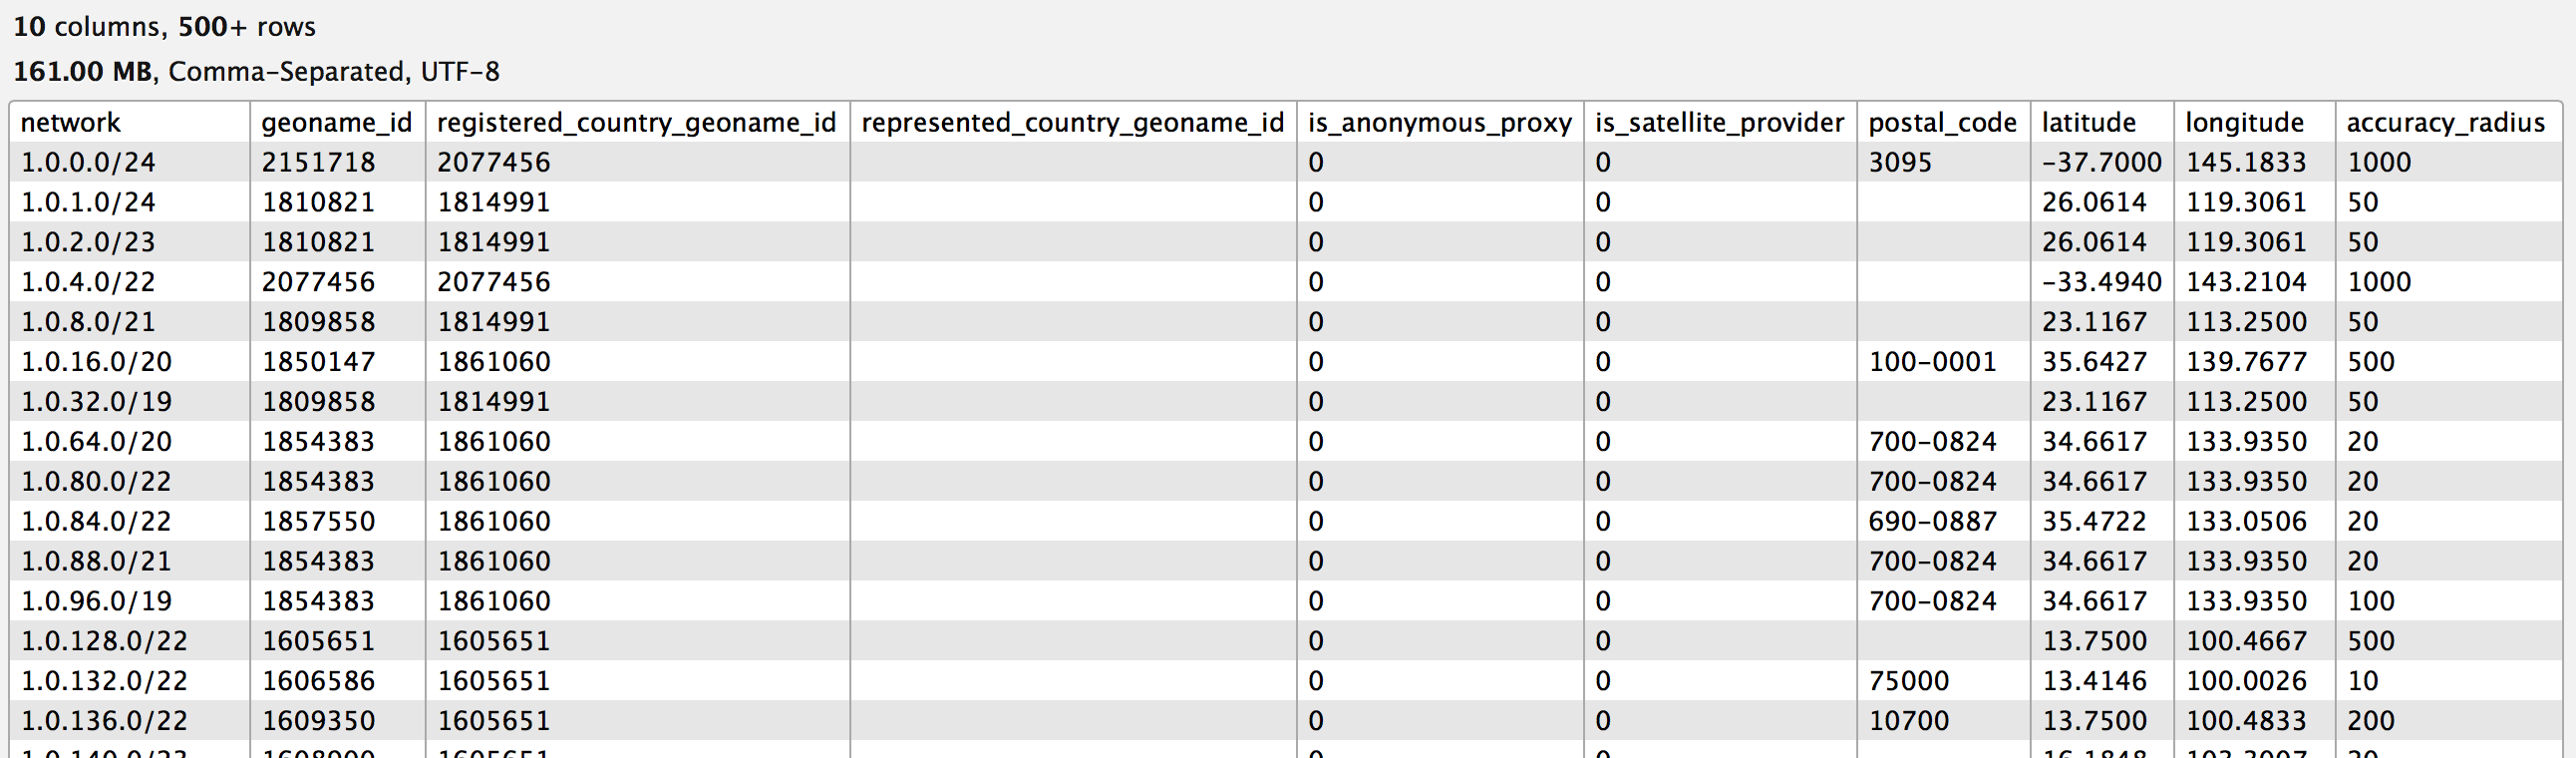 10 columns, 500+ rows
161.00 MB, Comma-Separated, UTF-8
network geoname_id registered_country_geoname_id represented_country_geoname_id is_anonymous_proxy is_satellite_provider postal_code latitude longitude accuracy_radius
1.0.0.0/24 2151718 2077456 0 0 3095 -37.7000 145.1833 1000
1.0.1.0/24 1810821 1814991 0 0 26.0614 119.3061 50
1.0.2.0/23 1810821 1814991 0 0 26.0614 119.3061 50
1.0.4.0/22 2077456 2077456 0 0 -33.4940 143.2104 1000
1.0.8.0/21 1809858 1814991 0 0 23.1167 113.2500 50
1.0.16.0/20 1850147 1861060 0 0 100-0001 35.6427 139.7677 500
1.0.32.0/19 1809858 1814991 0 0 23.1167 113.2500 50
1.0.64.0/20 1854383 1861060 0 0 700-0824 34.6617 133.9350 20
1.0.80.0/22 1854383 1861060 0 0 700-0824 34.6617 133.9350 20
1.0.84.0/22 1857550 1861060 0 0 690-0887 35.4722 133.0506 20
1.0.88.0/21 1854383 1861060 0 0 700-0824 34.6617 133.9350 20
1.0.96.0/19 1854383 1861060 0 0 700-0824 34.6617 133.9350 100
1.0.128.0/22 1605651 1605651 0 0 13.7500 100.4667 500
1.0.132.0/22 1606586 1605651 0 0 75000 13.4146 100.0026 10
1.0.136.0/22 1609350 1605651 0 0 10700 13.7500 100.4833 200